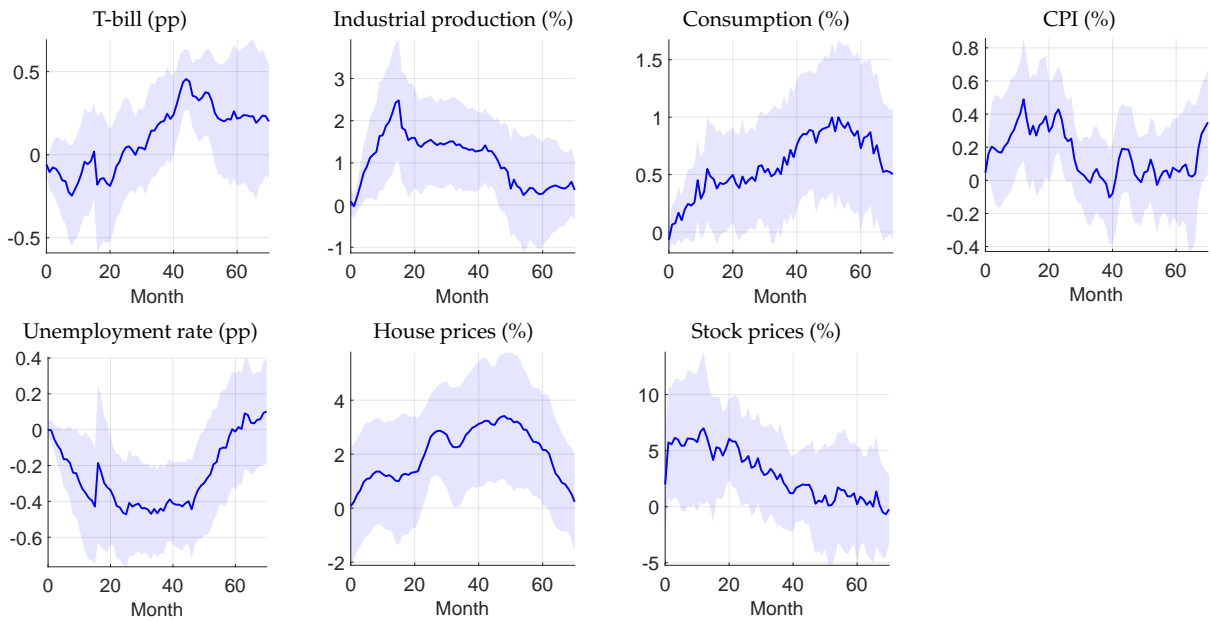 T-bill (pp)
Industrial production (%)
Consumption (%)
CPI (%)
0.5
0
-0.5
3
2
1
0
-1
1.5
1
0.5
0
0.8
0.6
0.4
0.2
0
-0.2
-0.4
0 20 40 60
0 20 40 60
0 20 40 60
0 20 40 60
Month
Month
Month
Month
Unemployment rate (pp)
House prices (%)
Stock prices (%)
0.4
0.2
0
-0.2
-0.4
-0.6
4
2
0
-2
10
5
0
-5
0 20 40 60
0 20 40 60
0 20 40 60
Month
Month
Month